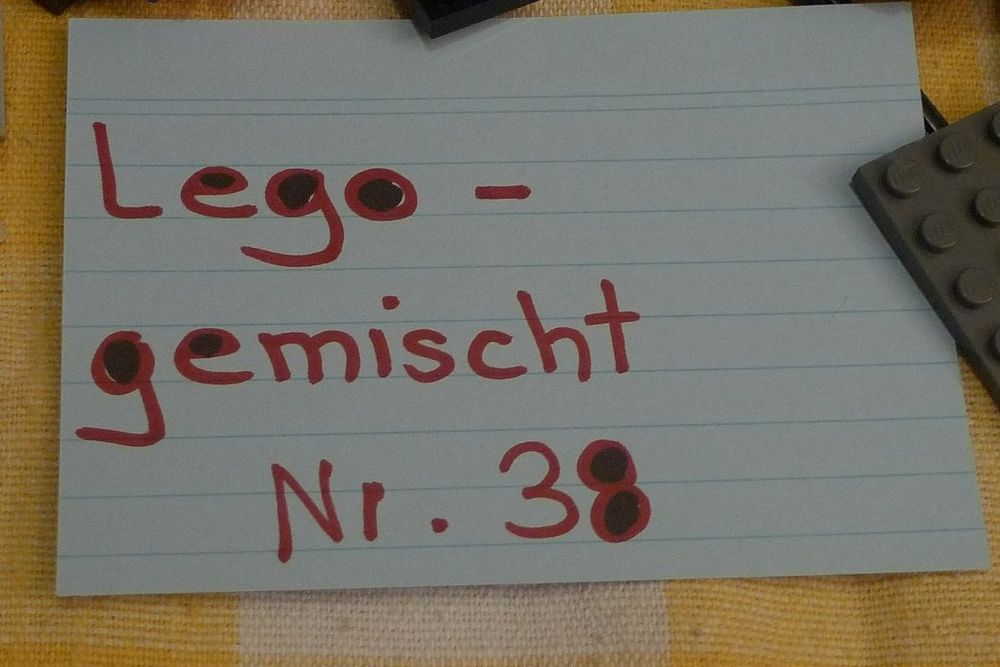 Lego -
gemischt
Nr. 38